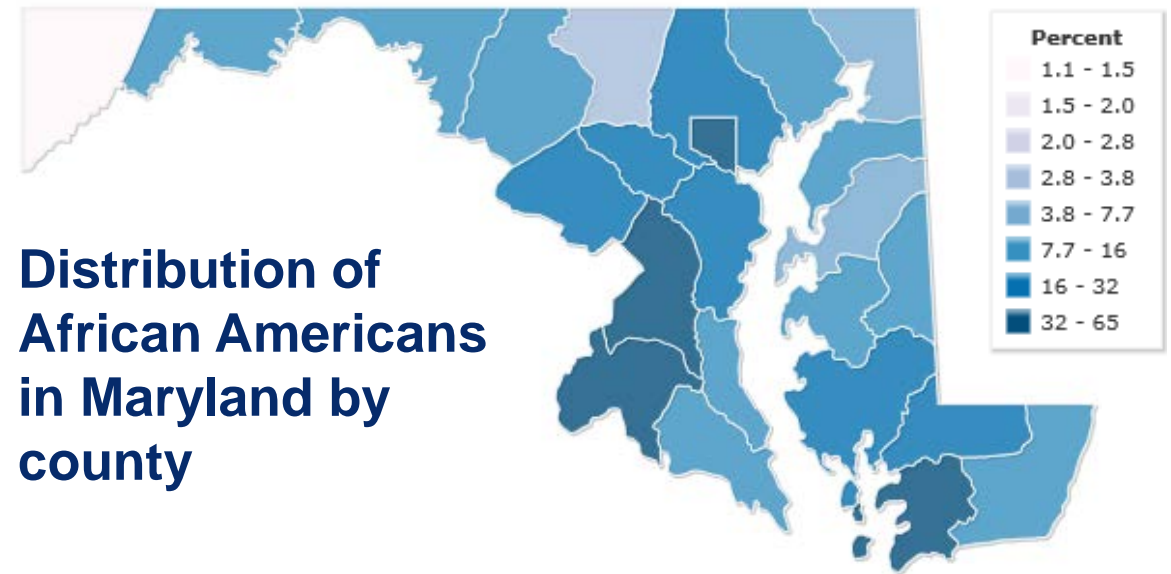 Percent
1.1 - 1.5
1.5 - 2.0
2.0 - 2.8
2.8 - 3.8
3.8 - 7.7
7.7 - 16
16 - 32
32 - 65
Distribution of
African Americans
in Maryland by
county